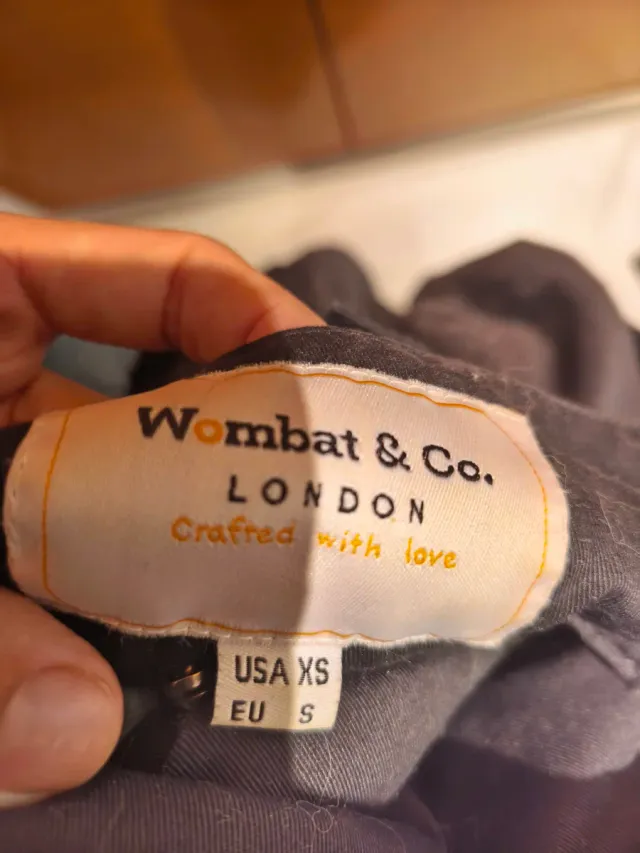 Wombat & Co.
LONDON
Crafted with love
USA XS
EU S